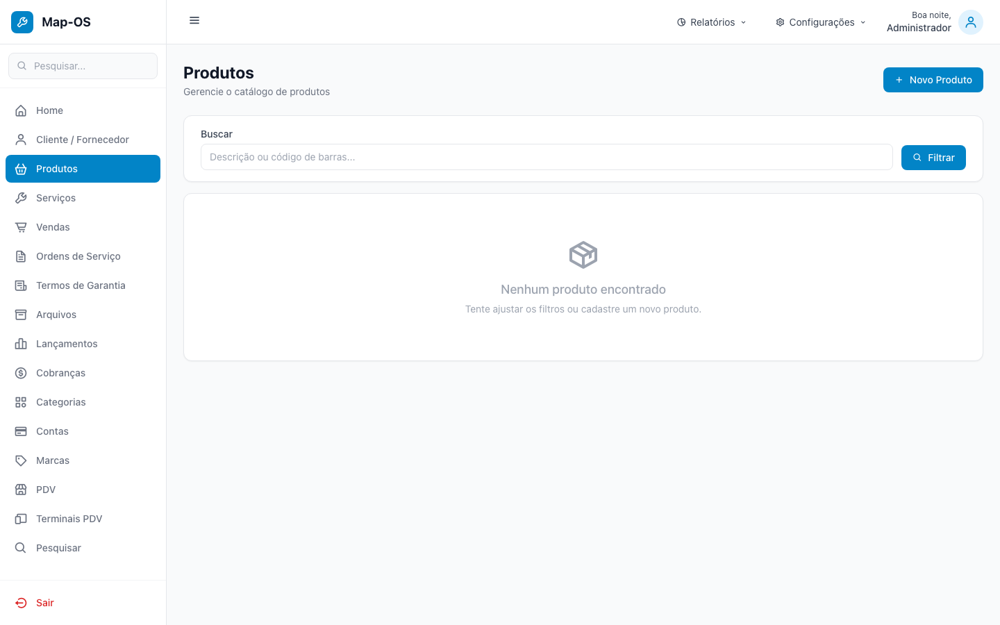 Map-OS
Pesquisar...
Home
Cliente / Fornecedor
Produtos
Serviços
Vendas
Ordens de Serviço
Termos de Garantia
Arquivos
Lançamentos
Cobranças
Categorias
Contas
Marcas
PDV
Terminais PDV
Pesquisar
Sair
Relatórios
Configurações
Boa noite,
Administrador
Produtos
Gerencie o catálogo de produtos
Novo Produto
Buscar
Descrição ou código de barras...
Filtrar
Nenhum produto encontrado
Tente ajustar os filtros ou cadastre um novo produto.